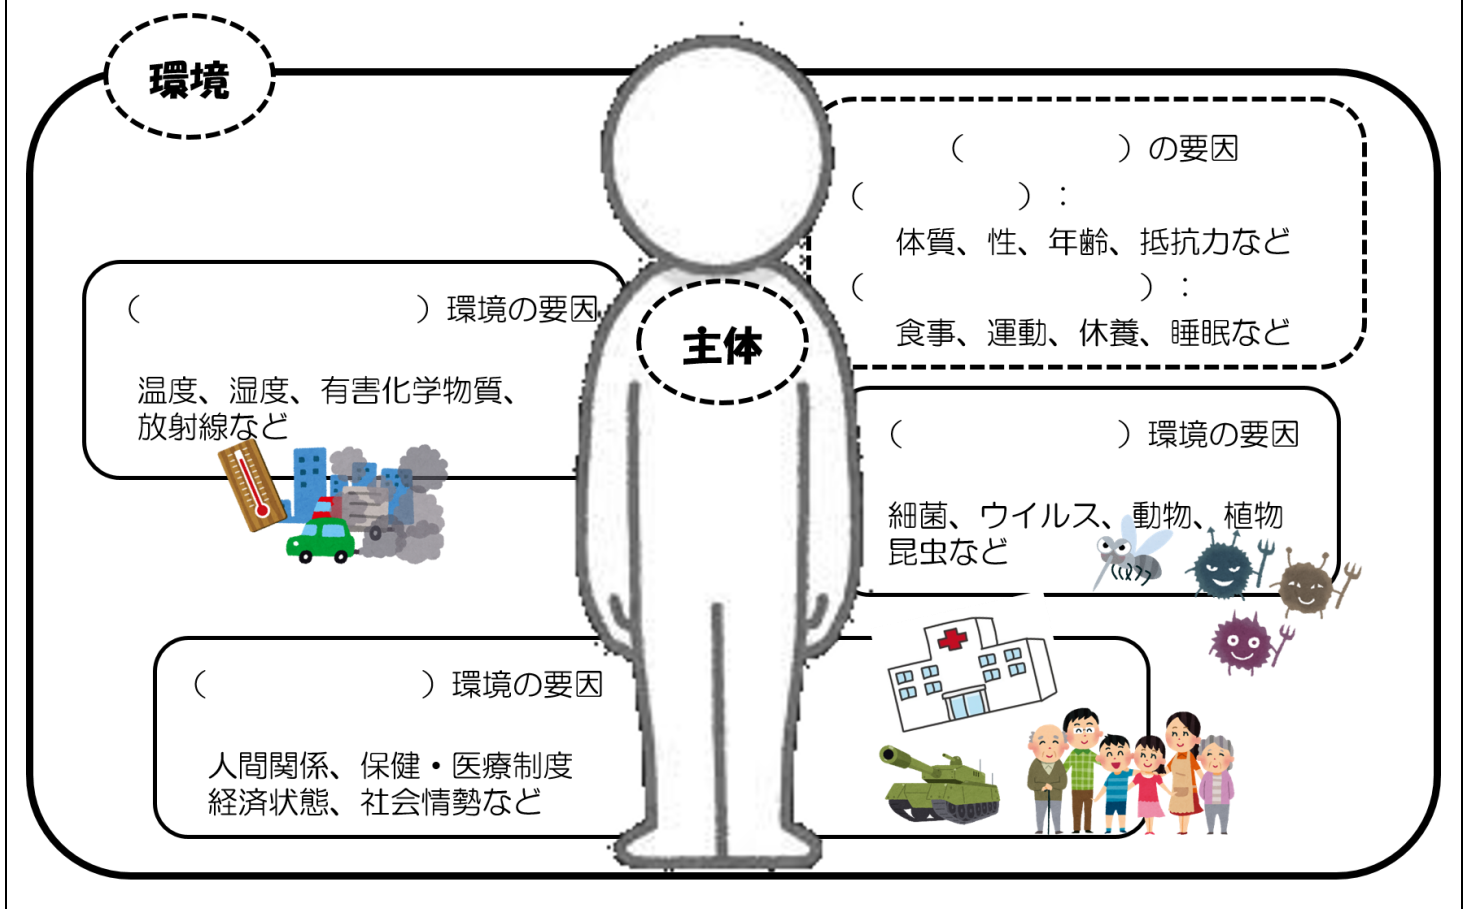 環境
（　　　　　）の要因
（　　　　　）：
体質、性、年齢、抵抗力など
（　　　　　　　　　）：
食事、運動、休養、睡眠など
（　　　　　　　　　）環境の要因
温度、湿度、有害化学物質、
放射線など
主体
（　　　　　　　）環境の要因
細菌、ウイルス、動物、植物
昆虫など
（　　　　　　　）環境の要因
人間関係、保健・医療制度
経済状態、社会情勢など